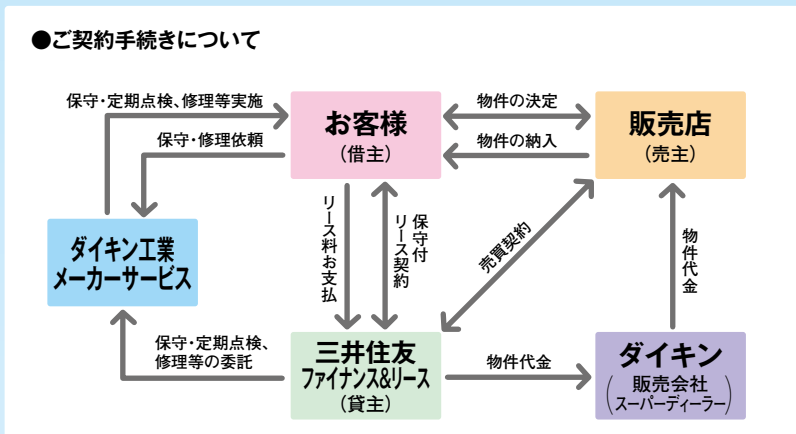 ●ご契約手続きについて
保守・定期点検、修理等実施
お客様
(借主)
物件の決定
販売店
(売主)
保守・修理依頼
物件の納入
リース料お支払
保守付
リース契約
売買契約
物件代金
ダイキン工業
メーカーサービス
保守・定期点検、
修理等の委託
三井住友
ファイナンス&リース
(貸主)
物件代金
ダイキン
(販売会社
スーパーディーラー)